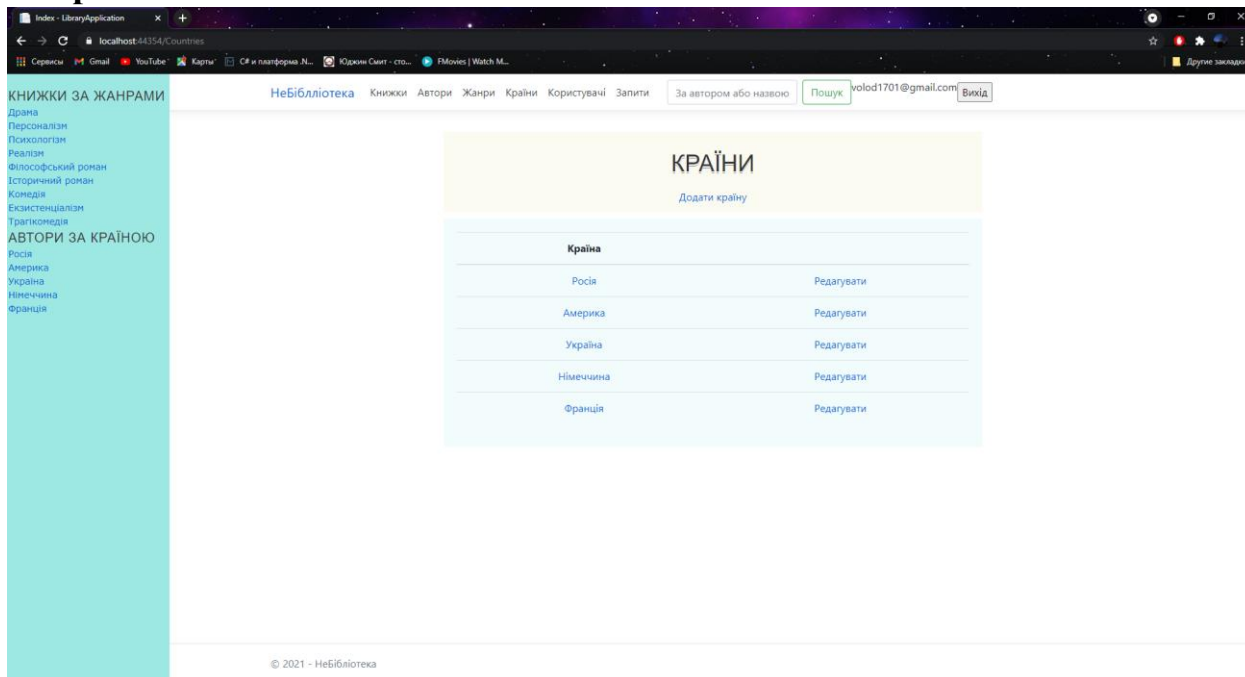 Index - LibraryApplication
localhost:44354/Countries
Сервисы Gmail YouTube Карты C# и платформа .N... Юджин Смит - сто... FMovies | Watch M... Другие закладки
КНИЖКИ ЗА ЖАНРАМИ
Драма
Персоналізм
Психологізм
Реалізм
Філософський роман
Історичний роман
Комедія
Екзистенціалізм
Трагікомедія
АВТОРИ ЗА КРАЇНОЮ
Росія
Америка
Україна
Німеччина
Франція
НеБіблліотека Книжки Автори Жанри Країни Користувачі Запити За автором або назвою Пошук volod1701@gmail.com Вихід
КРАЇНИ
Додати країну
Країна
Росія Редагувати
Америка Редагувати
Україна Редагувати
Німеччина Редагувати
Франція Редагувати
© 2021 - НеБібліотека